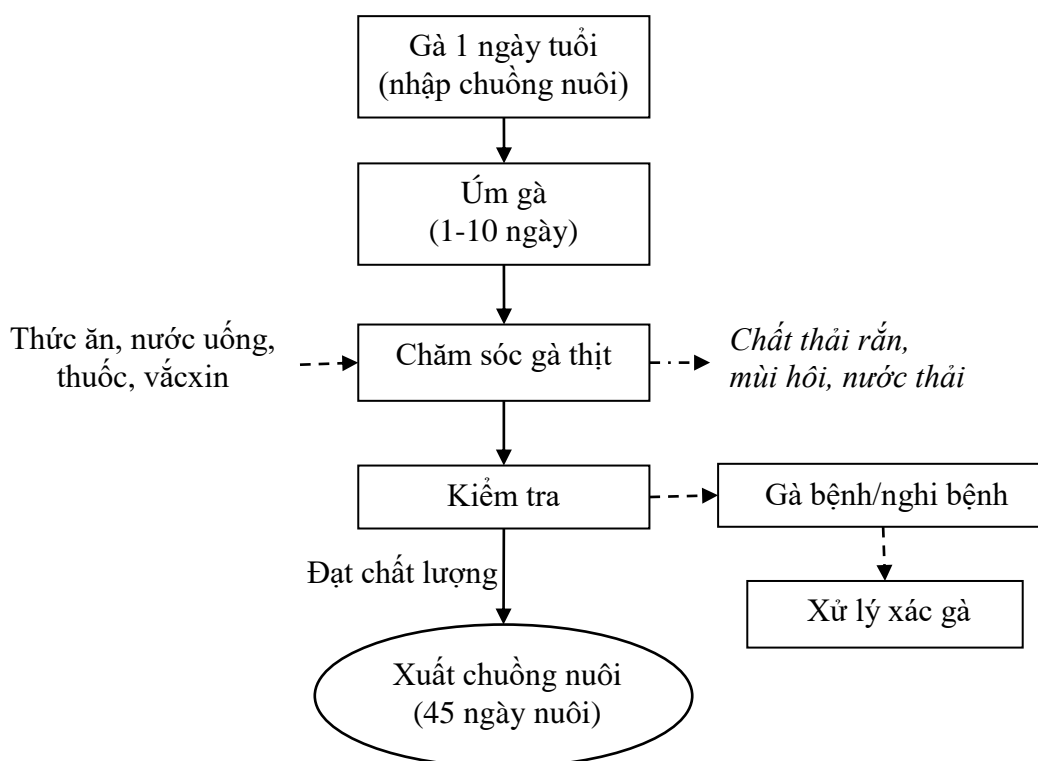 Gà 1 ngày tuổi
(nhập chuồng nuôi)
Úm gà
(1-10 ngày)
Thức ăn, nước uống,
thuốc, vắcxin
Chăm sóc gà thịt
Chất thải rắn,
mùi hôi, nước thải
Kiểm tra
Gà bệnh/nghi bệnh
Đạt chất lượng
Xử lý xác gà
Xuất chuồng nuôi
(45 ngày nuôi)